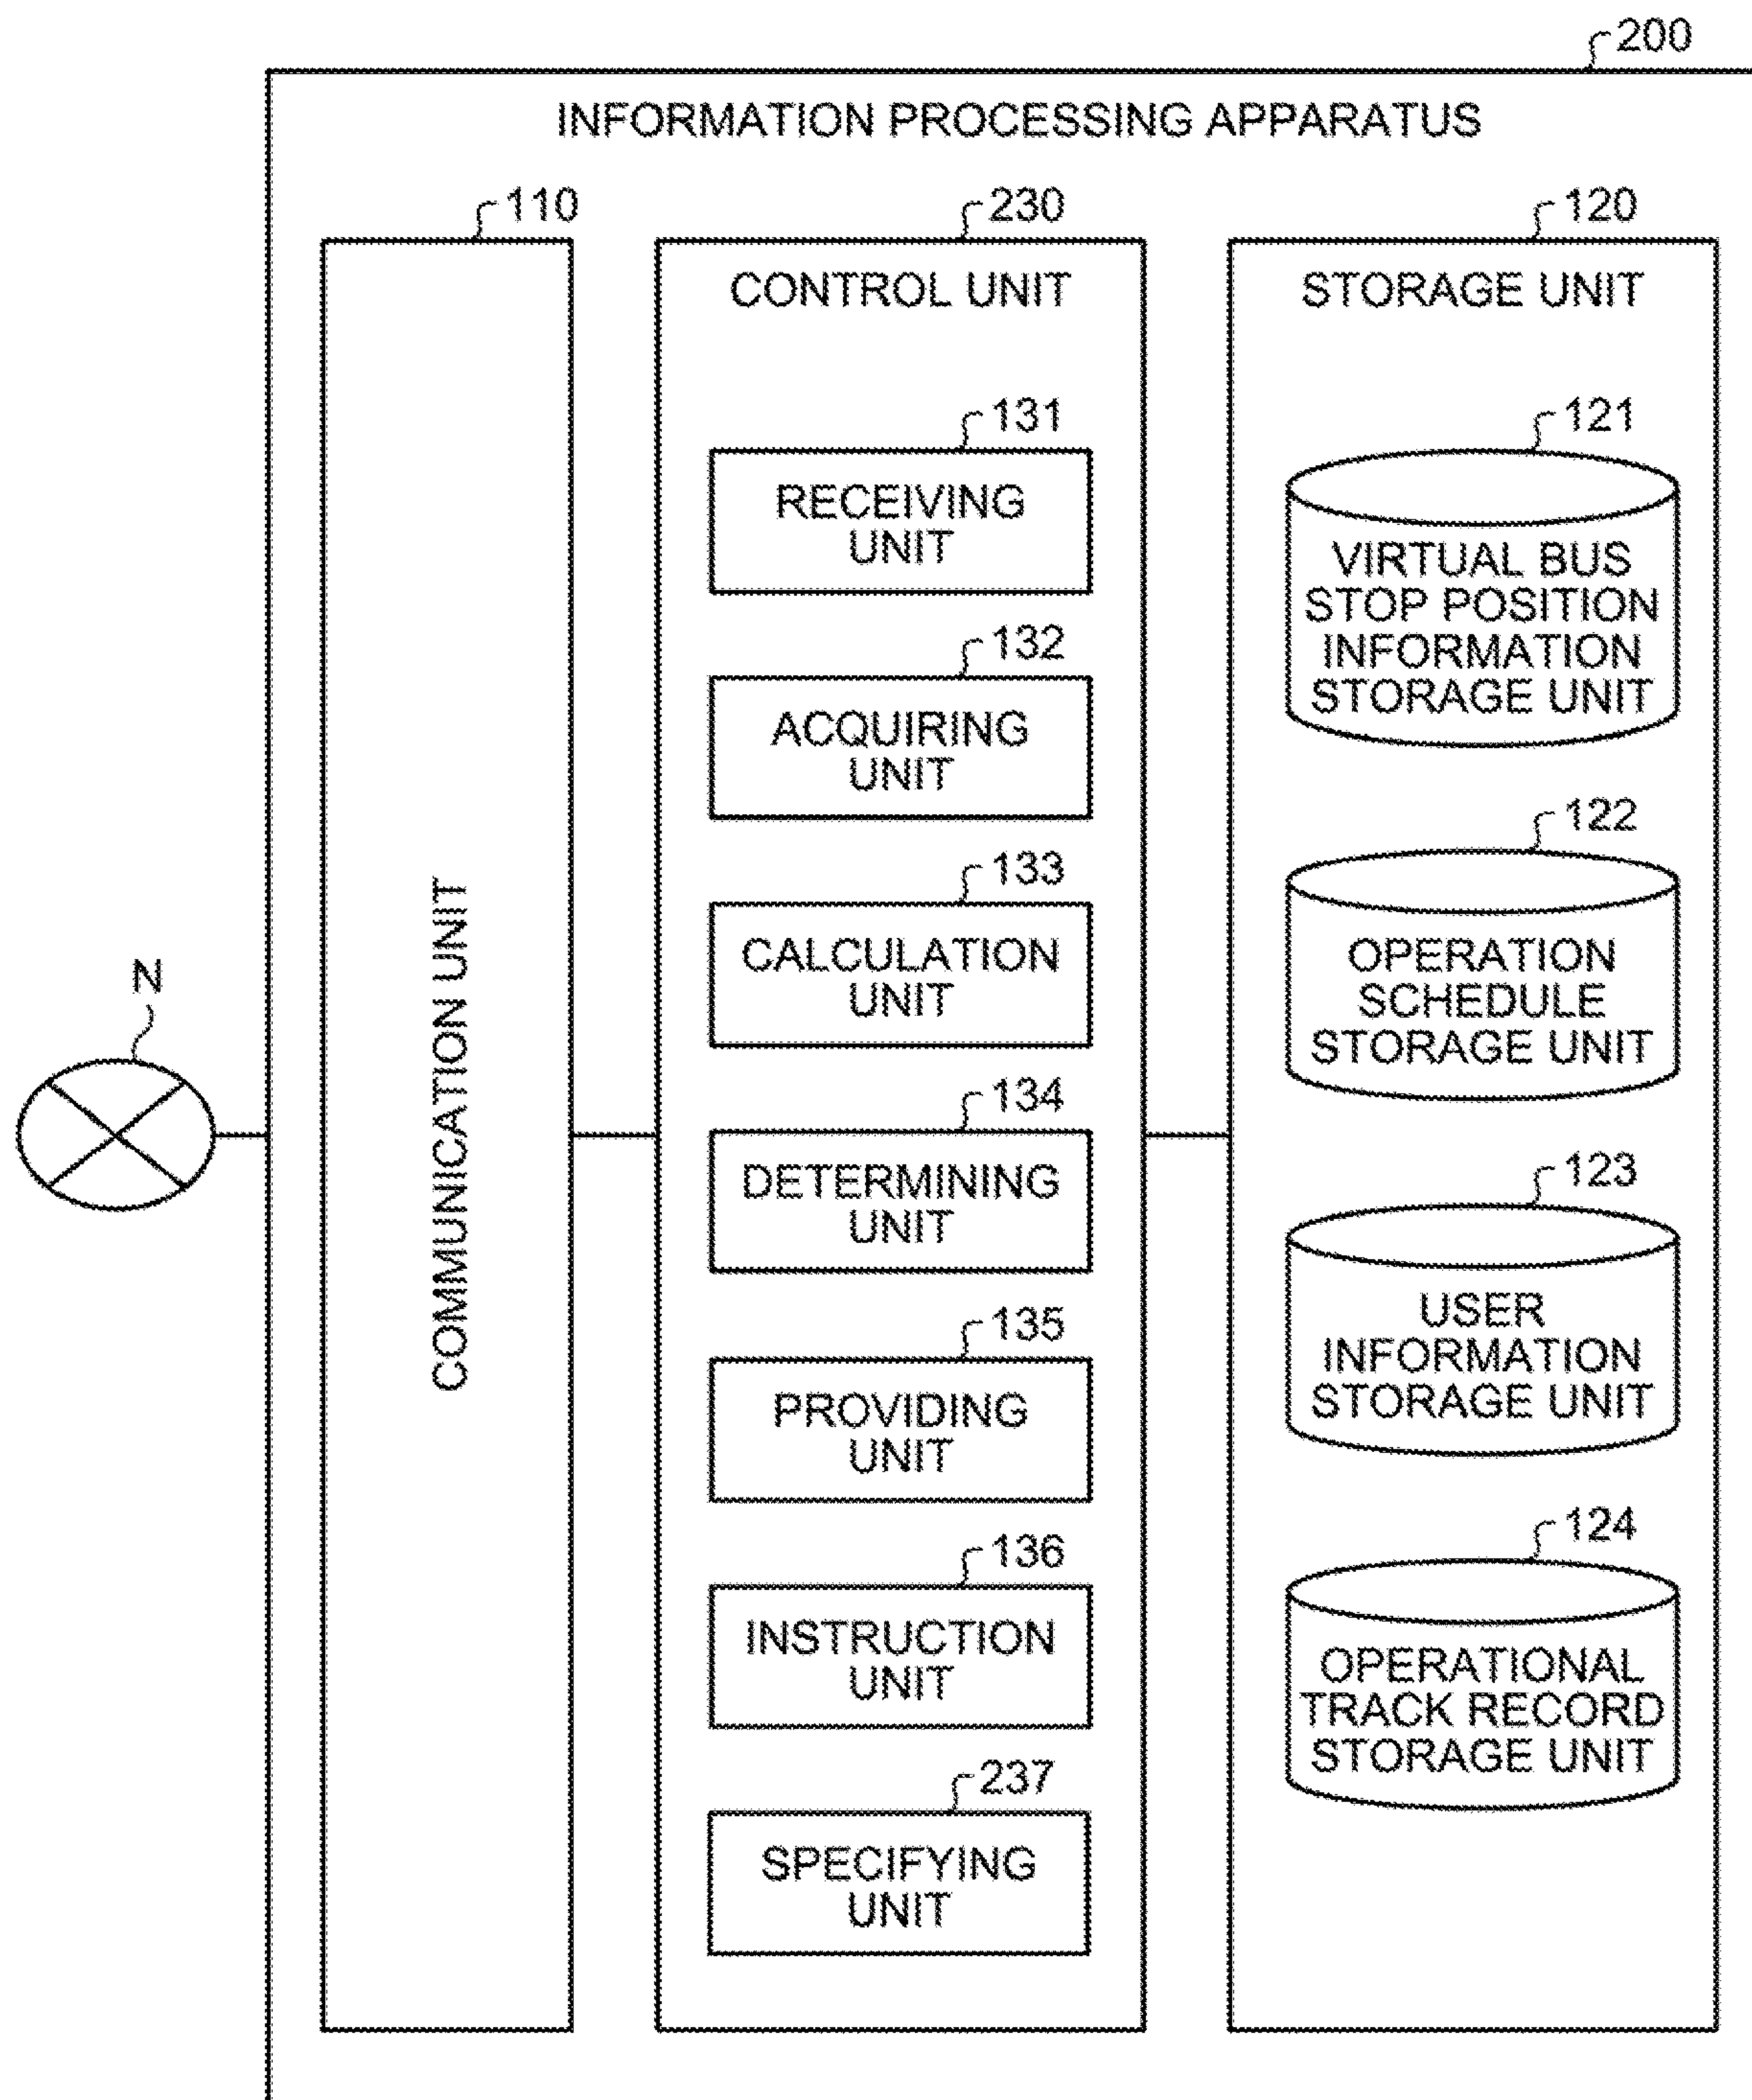 200
INFORMATION PROCESSING APPARATUS
110
COMMUNICATION UNIT
N
230
CONTROL UNIT
131
RECEIVING
UNIT
132
ACQUIRING
UNIT
133
CALCULATION
UNIT
134
DETERMINING
UNIT
135
PROVIDING
UNIT
136
INSTRUCTION
UNIT
237
SPECIFYING
UNIT
120
STORAGE UNIT
121
VIRTUAL BUS
STOP POSITION
INFORMATION
STORAGE UNIT
122
OPERATION
SCHEDULE
STORAGE UNIT
123
USER
INFORMATION
STORAGE UNIT
124
OPERATIONAL
TRACK RECORD
STORAGE UNIT